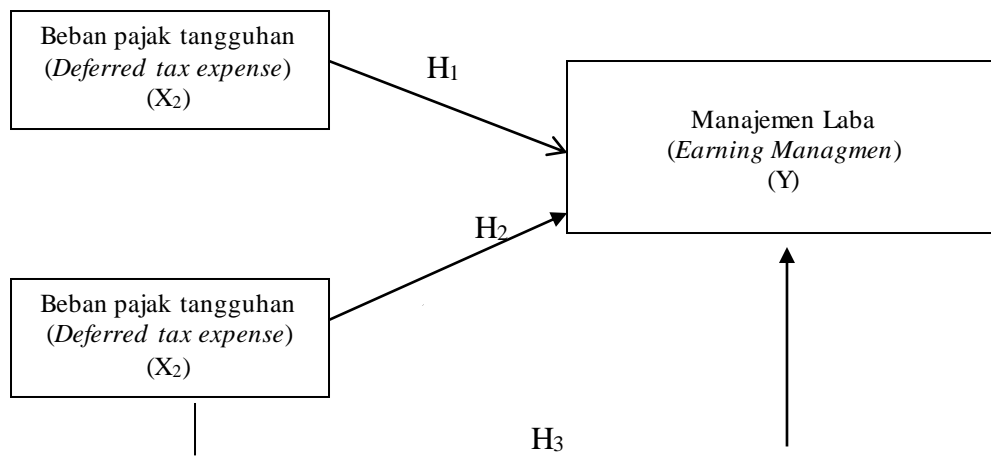 Beban pajak tangguhan
(Deferred tax expense)
(X₂)
H₁
Manajemen Laba
(Earning Managmen)
(Y)
H₂
Beban pajak tangguhan
(Deferred tax expense)
(X₂)
H₃